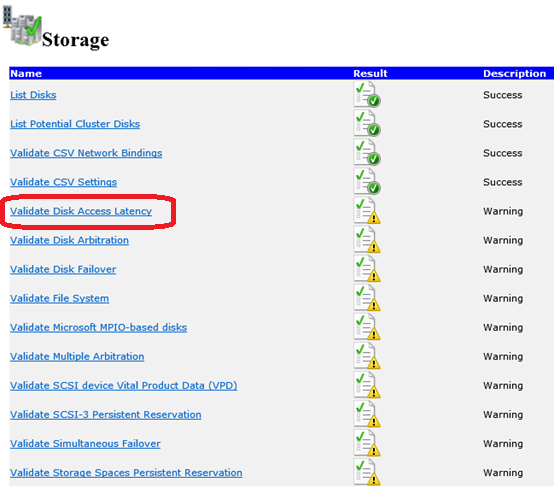 Storage
Name Result Description
List Disks Success
List Potential Cluster Disks Success
Validate CSV Network Bindings Success
Validate CSV Settings Success
Validate Disk Access Latency Warning
Validate Disk Arbitration Warning
Validate Disk Failover Warning
Validate File System Warning
Validate Microsoft MPIO-based disks Warning
Validate Multiple Arbitration Warning
Validate SCSI device Vital Product Data (VPD) Warning
Validate SCSI-3 Persistent Reservation Warning
Validate Simultaneous Failover Warning
Validate Storage Spaces Persistent Reservation Warning